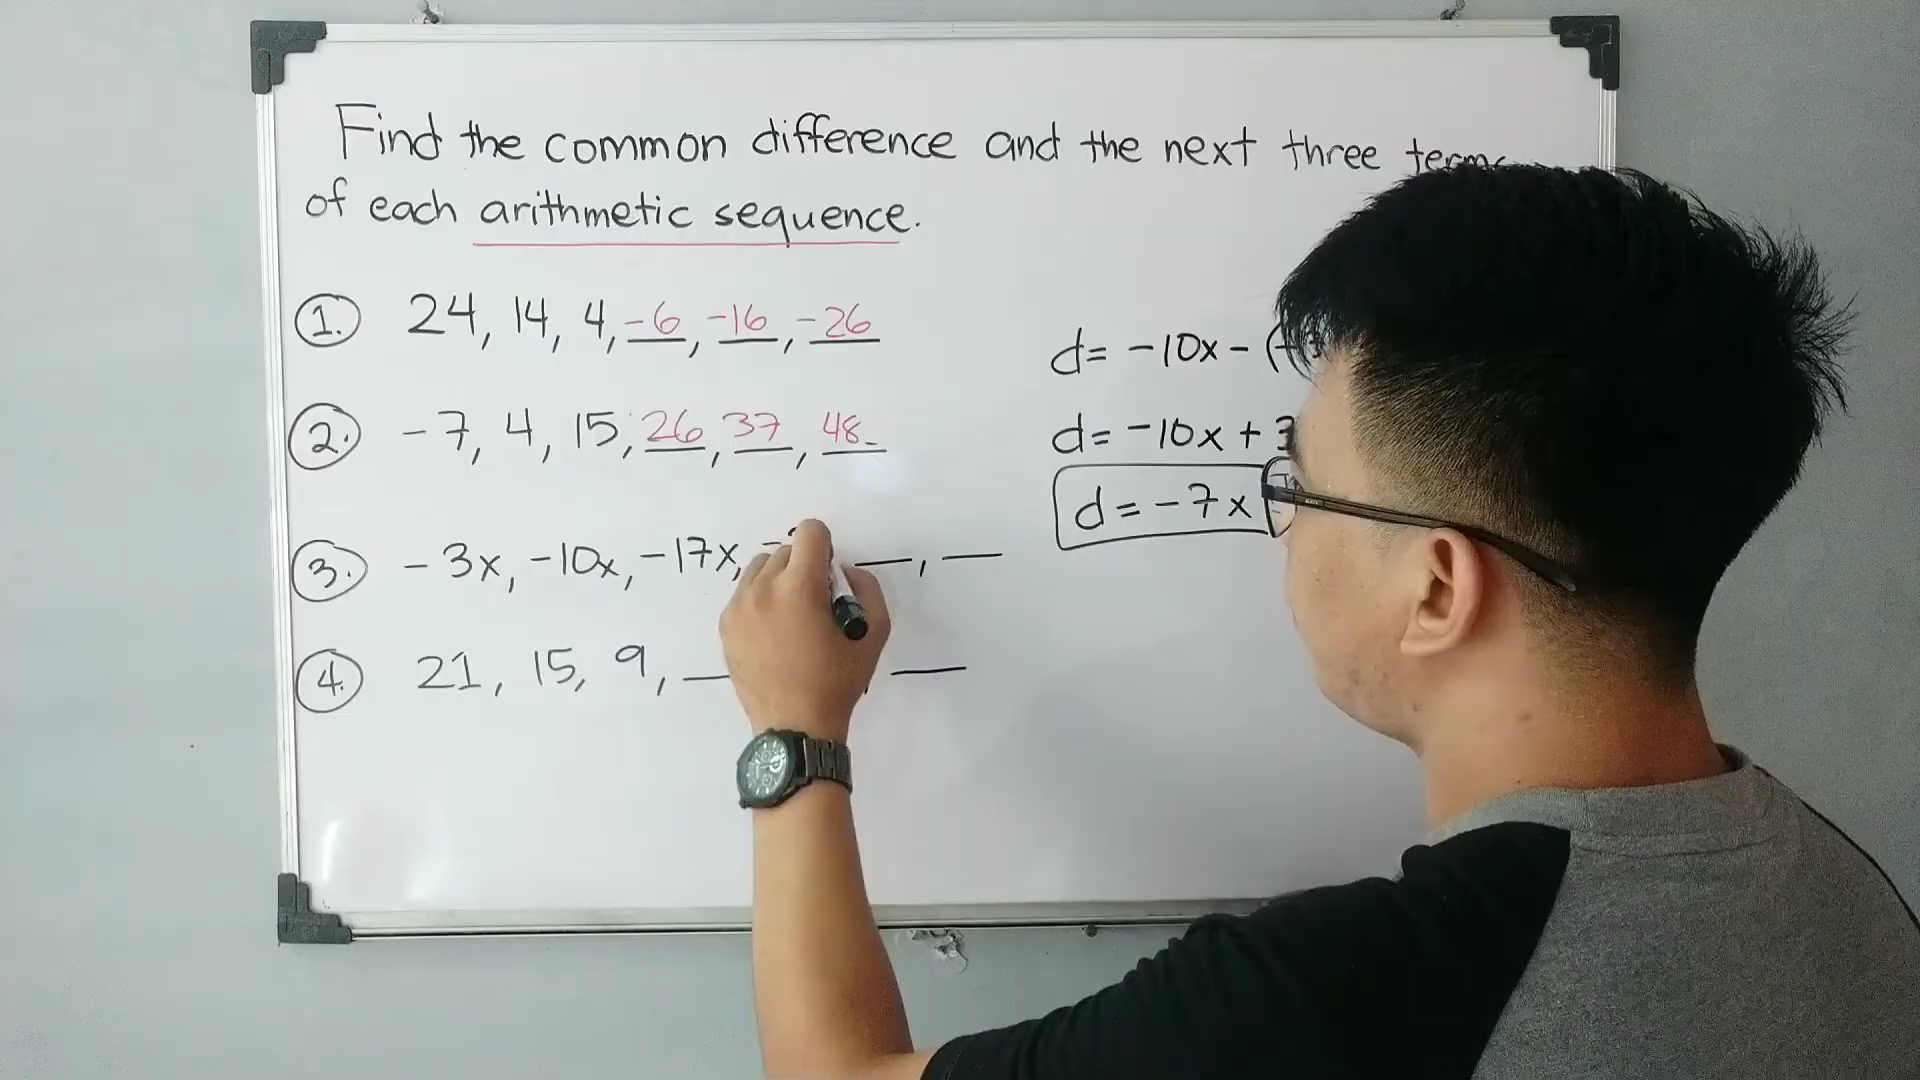 Find the common difference and the next three terms
of each arithmetic sequence.
1. 24, 14, 4, -6, -16, -26
2. -7, 4, 15, 26, 37, 48
3. -3x, -10x, -17x,
4. 21, 15, 9,
d = -10x - (
d = -10x + 3
d = -7x